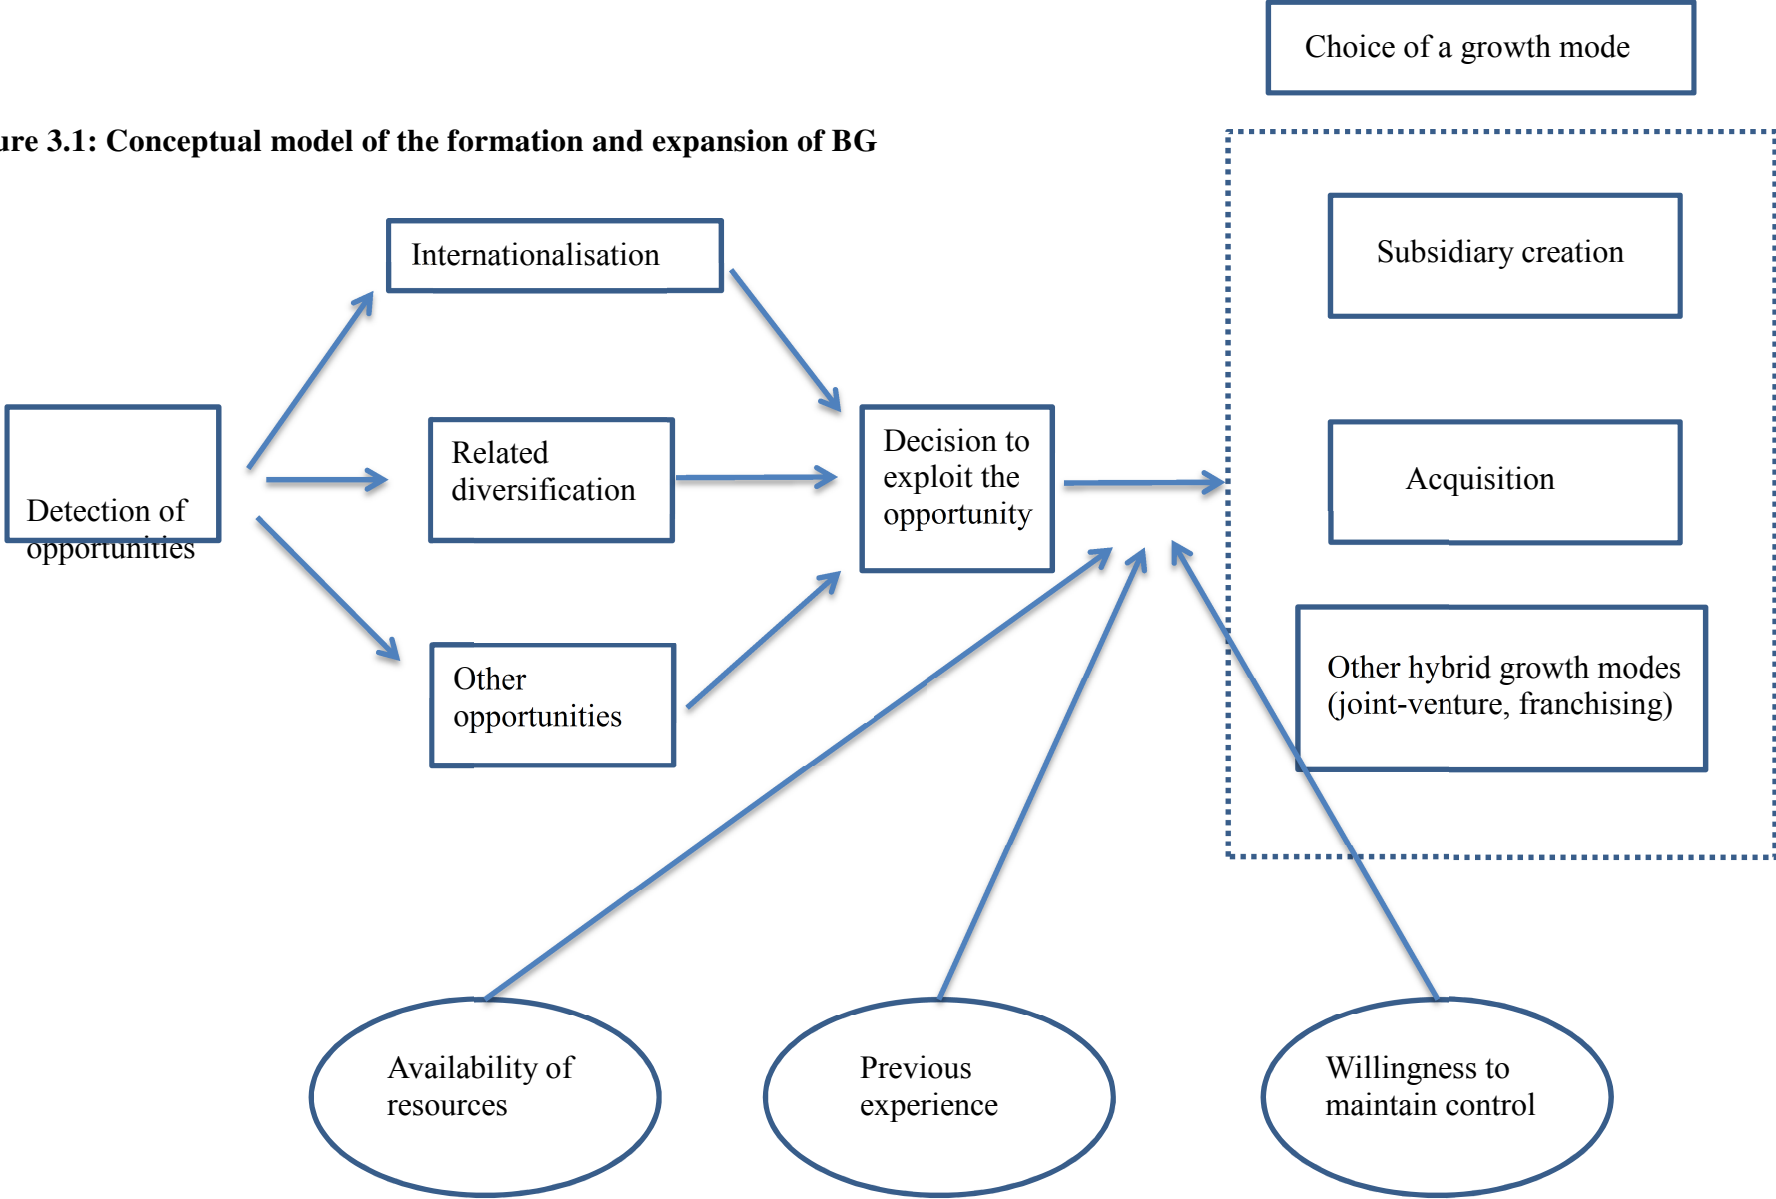 Choice of a growth mode
ure 3.1: Conceptual model of the formation and expansion of BG
Internationalisation
Subsidiary creation
Detection of
opportunities
Related
diversification
Decision to
exploit the
opportunity
Acquisition
Other
opportunities
Other hybrid growth modes
(joint-venture, franchising)
Availability of
resources
Previous
experience
Willingness to
maintain control